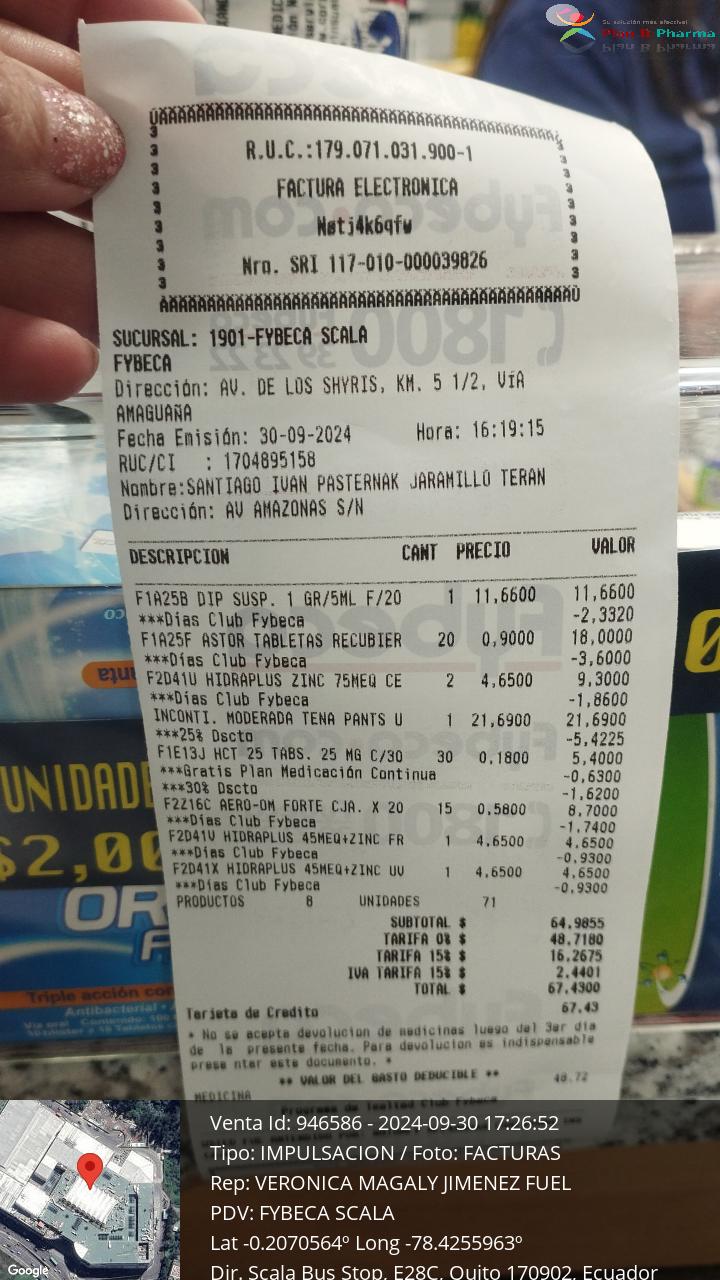 Su solución más efectiva!
Plan B Pharma
R.U.C.:179.071.031.900-1
FACTURA ELECTRONICA
Nøtj4k6qfw
Nro. SRI 117-010-000039826
SUCURSAL: 1901-FYBECA SCALA
FYBECA
Dirección: AV. DE LOS SHYRIS, KM. 5 1/2, VíA
AMAGUAÑA
Fecha Emisión: 30-09-2024 Hora: 16:19:15
RUC/CI : 1704895158
Nombre:SANTIAGO IVAN PASTERNAK JARAMILLO TERAN
Dirección: AV AMAZONAS S/N
DESCRIPCION CANT PRECIO VALOR
F1A25B DIP SUSP. 1 GR/5ML F/20 1 11,6600 11,6600
***Días Club Fybeca -2,3320
F1A25F ASTOR TABLETAS RECUBIER 20 0,9000 18,0000
***Días Club Fybeca -3,6000
F2D41U HIDRAPLUS ZINC 75MEQ CE 2 4,6500 9,3000
***Días Club Fybeca -1,8600
INCONTI. MODERADA TENA PANTS U 1 21,6900 21,6900
***25% Dscto -5,4225
F1E13J HCT 25 TABS. 25 MG C/30 30 0,1800 5,4000
***Gratis Plan Medicación Continua -0,6300
***30% Dscto -1,6200
F2Z16C AERO-OM FORTE CJA. X 20 15 0,5800 8,7000
***Días Club Fybeca -1,7400
F2D41V HIDRAPLUS 45MEQ+ZINC FR 1 4,6500 4,6500
***Días Club Fybeca -0,9300
F2D41X HIDRAPLUS 45MEQ+ZINC UV 1 4,6500 4,6500
***Días Club Fybeca -0,9300
PRODUCTOS 8 UNIDADES 71
SUBTOTAL $ 64,9855
TARIFA 0% $ 48,7180
TARIFA 15% $ 16,2675
IVA TARIFA 15% $ 2,4401
TOTAL $ 67,4300
Tarjeta de Credito 67.43
* No se acepta devolucion de medicinas luego del 3er dia
de la presente fecha. Para devolucion es indispensable
prese ntar este documento. *
** VALOR DEL GASTO DEDUCIBLE **
MEDICINA 48.72
UNIDADE
$2,00
OR
Triple acción con
Antibacterial
Venta Id: 946586 - 2024-09-30 17:26:52
Tipo: IMPULSACION / Foto: FACTURAS
Rep: VERONICA MAGALY JIMENEZ FUEL
PDV: FYBECA SCALA
Lat -0.2070564º Long -78.4255963º
Dir. Scala Bus Stop, E28C, Quito 170902, Ecuador
Google